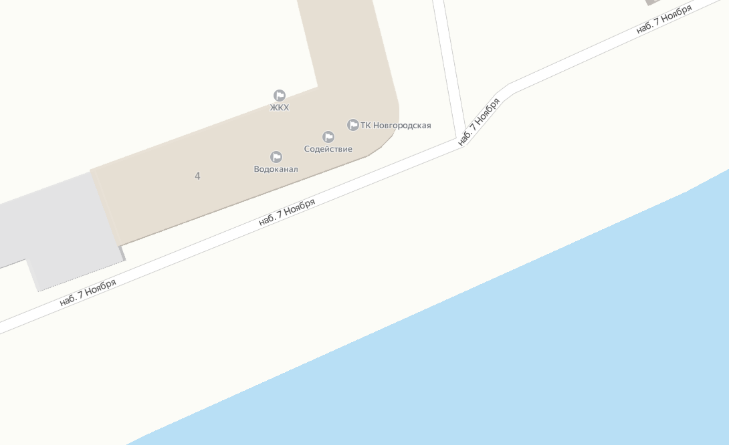 наб. 7 Ноября
наб. 7 Ноября
ЖКХ
ТК Новгородская
Содействие
Водоканал
4
наб. 7 Ноября
наб. 7 Ноября